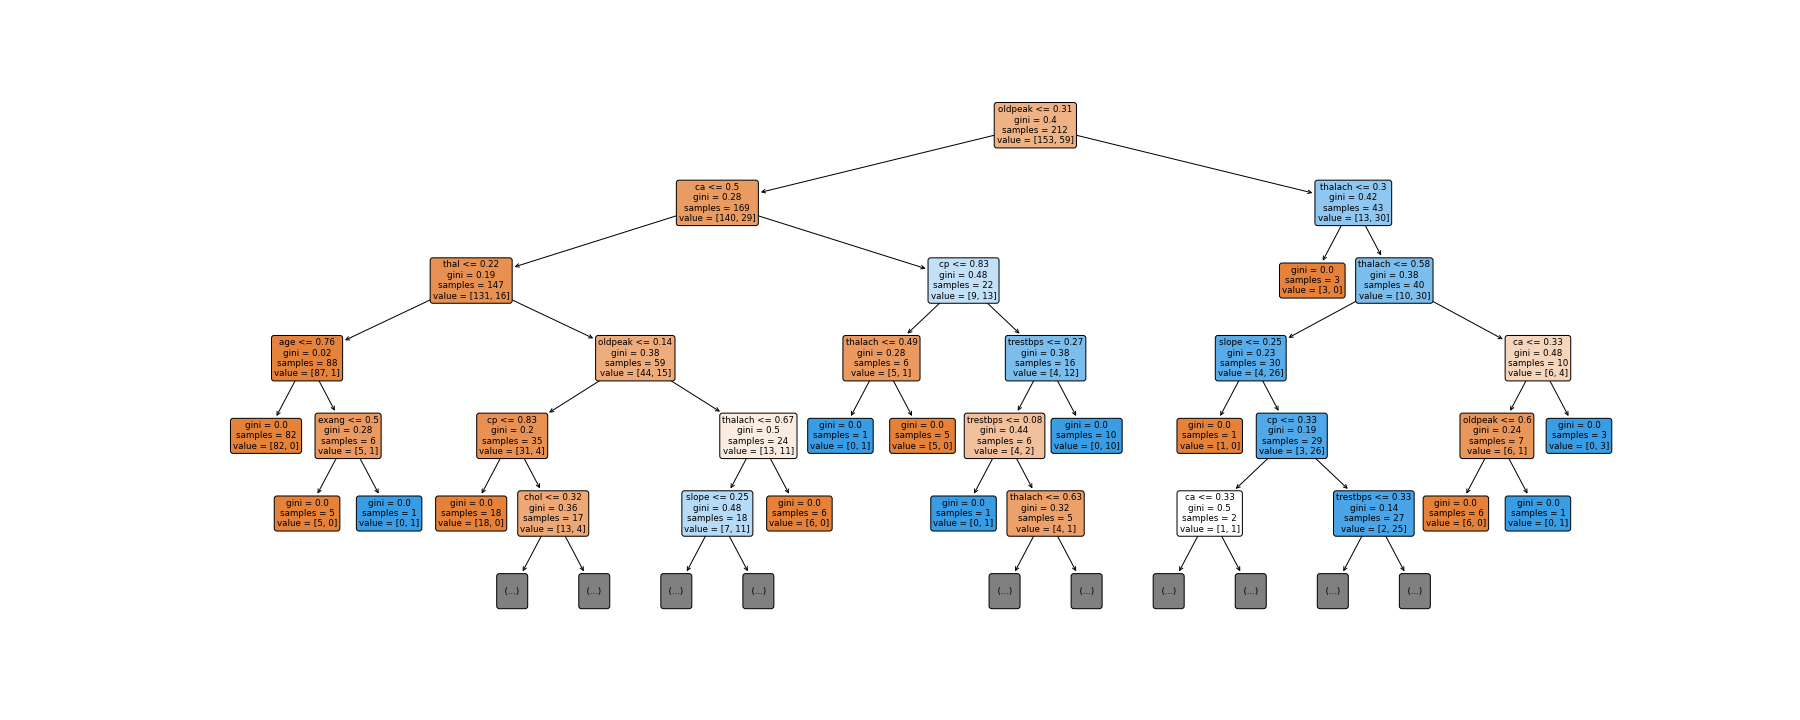 oldpeak <= 0.31
gini = 0.4
samples = 212
value = [153, 59]
ca <= 0.5
gini = 0.28
samples = 169
value = [140, 29]
thalach <= 0.3
gini = 0.42
samples = 43
value = [13, 30]
thal <= 0.22
gini = 0.19
samples = 147
value = [131, 16]
cp <= 0.83
gini = 0.48
samples = 22
value = [9, 13]
gini = 0.0
samples = 3
value = [3, 0]
thalach <= 0.58
gini = 0.38
samples = 40
value = [10, 30]
age <= 0.76
gini = 0.02
samples = 88
value = [87, 1]
oldpeak <= 0.14
gini = 0.38
samples = 59
value = [44, 15]
thalach <= 0.49
gini = 0.28
samples = 6
value = [5, 1]
trestbps <= 0.27
gini = 0.38
samples = 16
value = [4, 12]
slope <= 0.25
gini = 0.23
samples = 30
value = [4, 26]
ca <= 0.33
gini = 0.48
samples = 10
value = [6, 4]
gini = 0.0
samples = 82
value = [82, 0]
exang <= 0.5
gini = 0.28
samples = 6
value = [5, 1]
cp <= 0.83
gini = 0.2
samples = 35
value = [31, 4]
thalach <= 0.67
gini = 0.5
samples = 24
value = [13, 11]
gini = 0.0
samples = 1
value = [0, 1]
gini = 0.0
samples = 5
value = [5, 0]
trestbps <= 0.08
gini = 0.44
samples = 6
value = [4, 2]
gini = 0.0
samples = 10
value = [0, 10]
gini = 0.0
samples = 1
value = [1, 0]
cp <= 0.33
gini = 0.19
samples = 29
value = [3, 26]
oldpeak <= 0.6
gini = 0.24
samples = 7
value = [6, 1]
gini = 0.0
samples = 3
value = [0, 3]
gini = 0.0
samples = 5
value = [5, 0]
gini = 0.0
samples = 1
value = [0, 1]
gini = 0.0
samples = 18
value = [18, 0]
chol <= 0.32
gini = 0.36
samples = 17
value = [13, 4]
slope <= 0.25
gini = 0.48
samples = 18
value = [7, 11]
gini = 0.0
samples = 6
value = [6, 0]
gini = 0.0
samples = 1
value = [0, 1]
thalach <= 0.63
gini = 0.32
samples = 5
value = [4, 1]
ca <= 0.33
gini = 0.5
samples = 2
value = [1, 1]
trestbps <= 0.33
gini = 0.14
samples = 27
value = [2, 25]
gini = 0.0
samples = 6
value = [6, 0]
gini = 0.0
samples = 1
value = [0, 1]
(...)
(...)
(...)
(...)
(...)
(...)
(...)
(...)
(...)
(...)